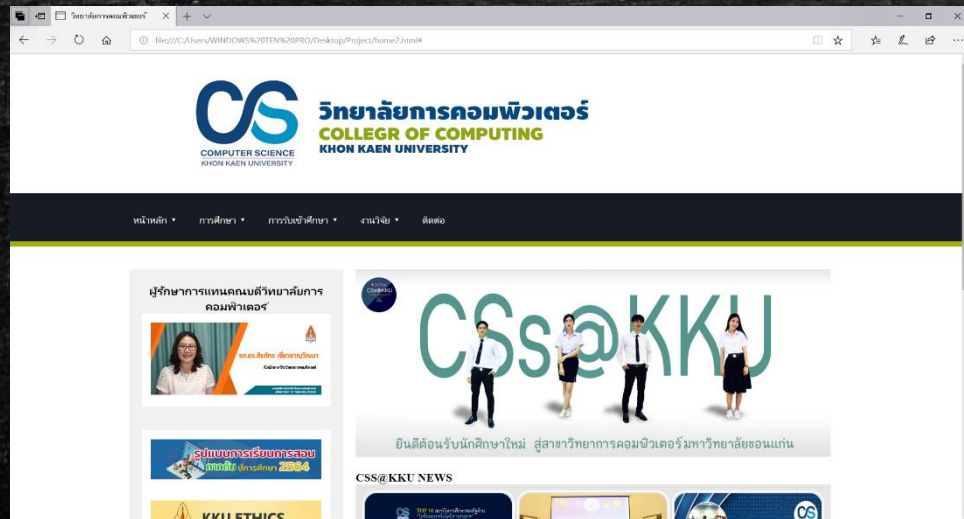 วิทยาลัยการคอมพิวเตอร์
file:///C:/Users/WINDOWS%20TEN%20PRO/Desktop/Project/home2.html#
CS
COMPUTER SCIENCE
KHON KAEN UNIVERSITY
วิทยาลัยการคอมพิวเตอร์
COLLEGR OF COMPUTING
KHON KAEN UNIVERSITY
หน้าหลัก
การศึกษา
การรับเข้าศึกษา
งานวิจัย
ติดต่อ
ผู้รักษาการแทนคณบดีวิทยาลัยการ
คอมพิวเตอร์
รูปแบบการเรียนการสอน
ภาคต้น ปีการศึกษา 2564
KKU ETHICS
CSs@KKU
CSs@KKU
ยินดีต้อนรับนักศึกษาใหม่ สู่สาขาวิทยาการคอมพิวเตอร์มหาวิทยาลัยขอนแก่น
CSS@KKU NEWS
CS
TOP 10
CS